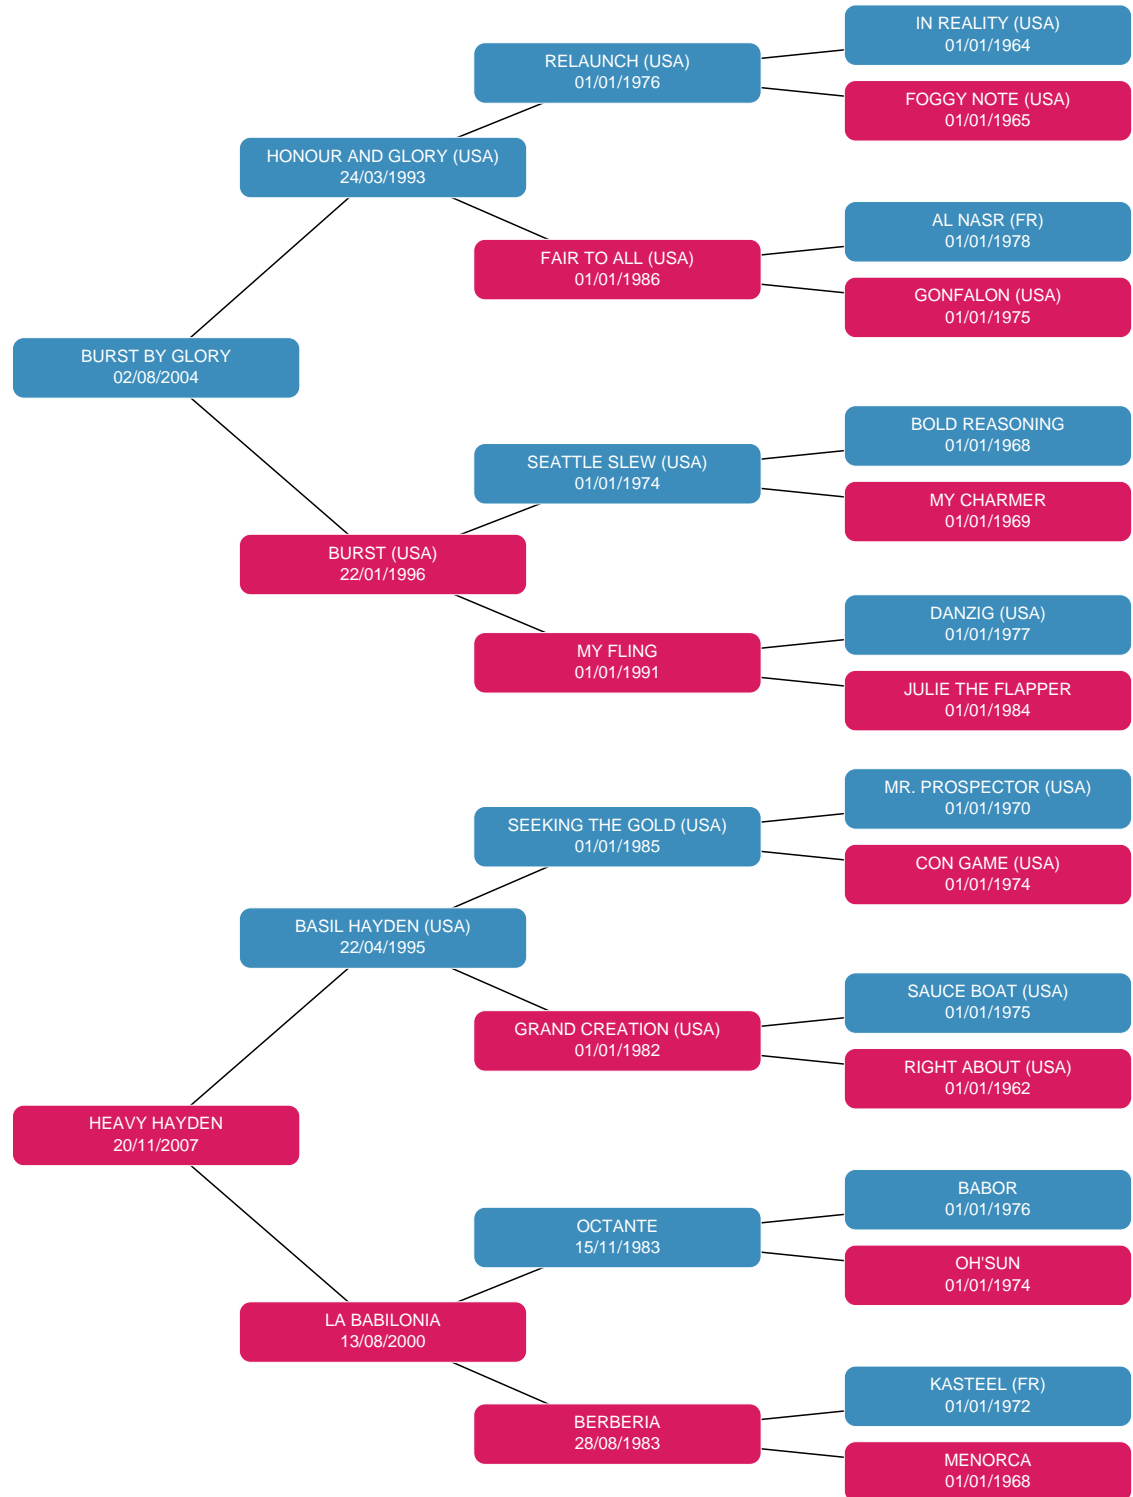 IN REALITY (USA)
01/01/1964
RELAUNCH (USA)
01/01/1976
FOGGY NOTE (USA)
01/01/1965
HONOUR AND GLORY (USA)
24/03/1993
AL NASR (FR)
01/01/1978
FAIR TO ALL (USA)
01/01/1986
GONFALON (USA)
01/01/1975
BURST BY GLORY
02/08/2004
BOLD REASONING
01/01/1968
SEATTLE SLEW (USA)
01/01/1974
MY CHARMER
01/01/1969
BURST (USA)
22/01/1996
DANZIG (USA)
01/01/1977
MY FLING
01/01/1991
JULIE THE FLAPPER
01/01/1984
MR. PROSPECTOR (USA)
01/01/1970
SEEKING THE GOLD (USA)
01/01/1985
CON GAME (USA)
01/01/1974
BASIL HAYDEN (USA)
22/04/1995
SAUCE BOAT (USA)
01/01/1975
GRAND CREATION (USA)
01/01/1982
RIGHT ABOUT (USA)
01/01/1962
HEAVY HAYDEN
20/11/2007
BABOR
01/01/1976
OCTANTE
15/11/1983
OH'SUN
01/01/1974
LA BABILONIA
13/08/2000
KASTEEL (FR)
01/01/1972
BERBERIA
28/08/1983
MENORCA
01/01/1968